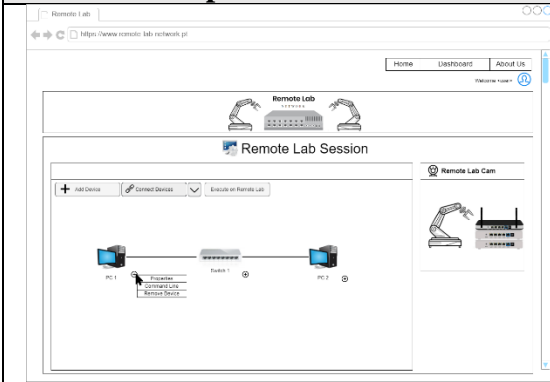 Remote Lab
https://www.remote-lab-network.pt
Home Dashboard About Us
Welcome <user>
Remote Lab
NETWORK
Remote Lab Session
Remote Lab Cam
Add Device Connect Devices Execute on Remote Lab
PC 1 Switch 1 PC 2
Properties
Command Line
Remove Device